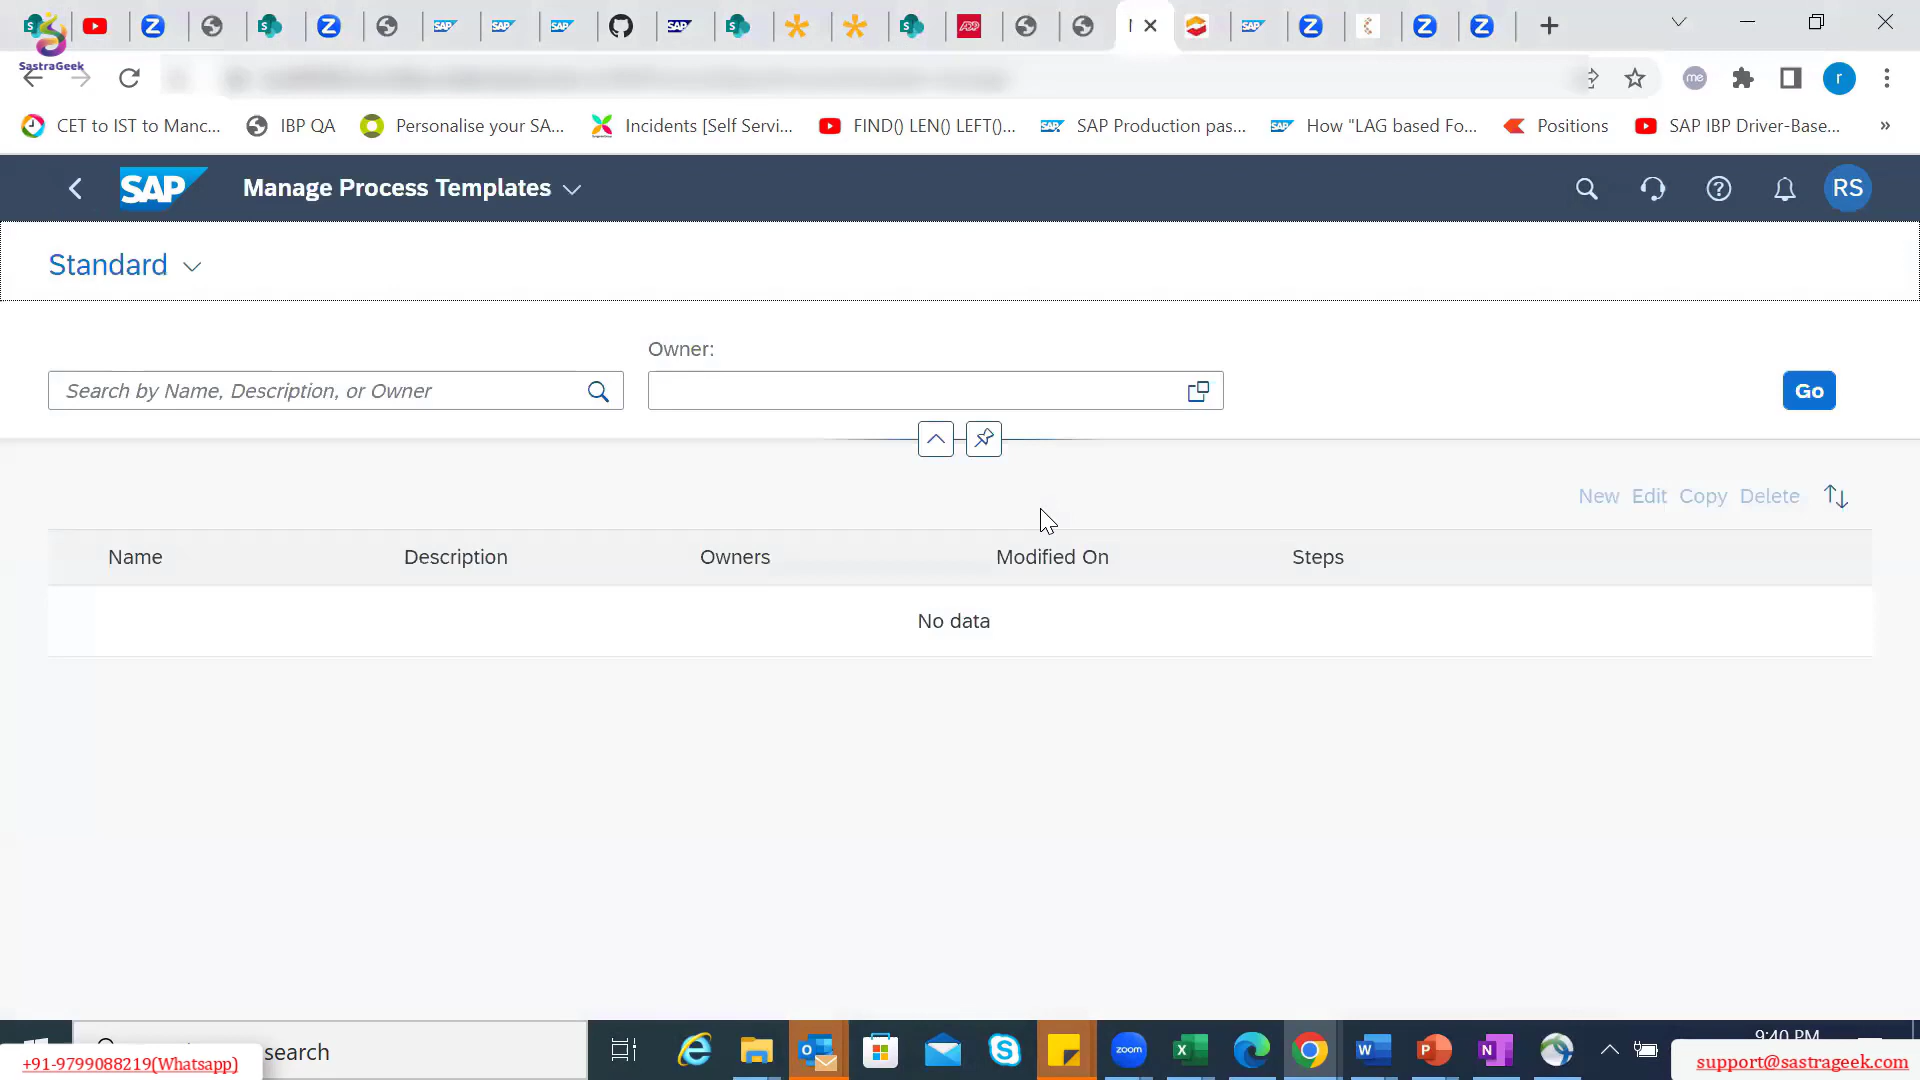 SastraGeek
CET to IST to Manc...
IBP QA
Personalise your SA...
Incidents [Self Servi...
FIND() LEN() LEFT()...
SAP Production pas...
How "LAG based Fo...
Positions
SAP IBP Driver-Base...
»
SAP
Manage Process Templates
RS
Standard
Owner:
Search by Name, Description, or Owner
Go
New Edit Copy Delete
Name Description Owners Modified On Steps
No data
search
9:40 PM
+91-9799088219(Whatsapp)
support@sastrageek.com